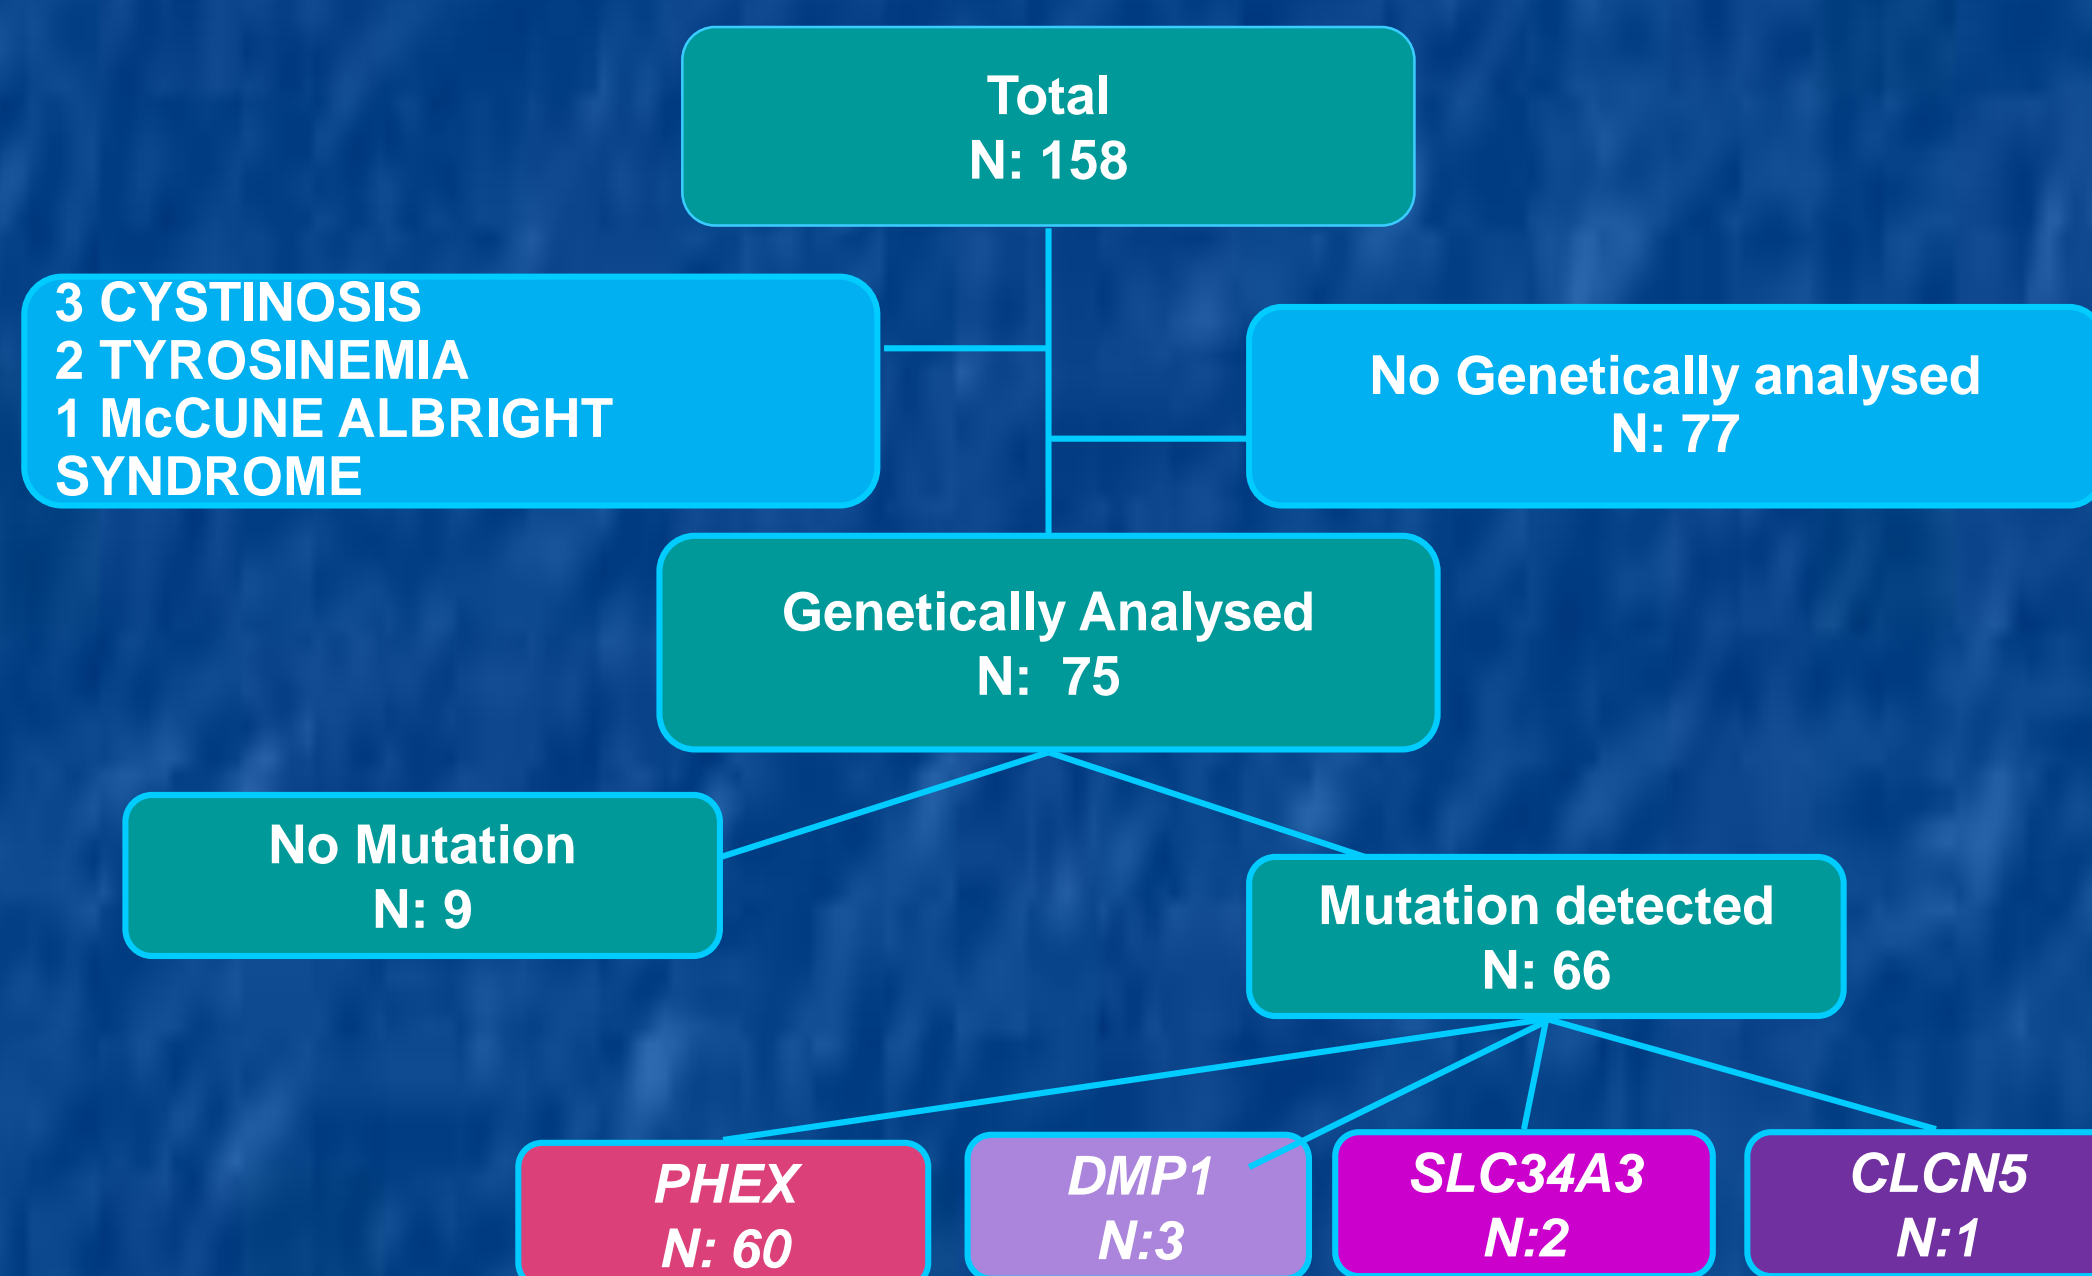 Total
N: 158
3 CYSTINOSIS
2 TYROSINEMIA
1 McCUNE ALBRIGHT
SYNDROME
No Genetically analysed
N: 77
Genetically Analysed
N:  75
No Mutation
N: 9
Mutation detected
N: 66
PHEX
N: 60
DMP1
N:3
SLC34A3
N:2
CLCN5
N:1